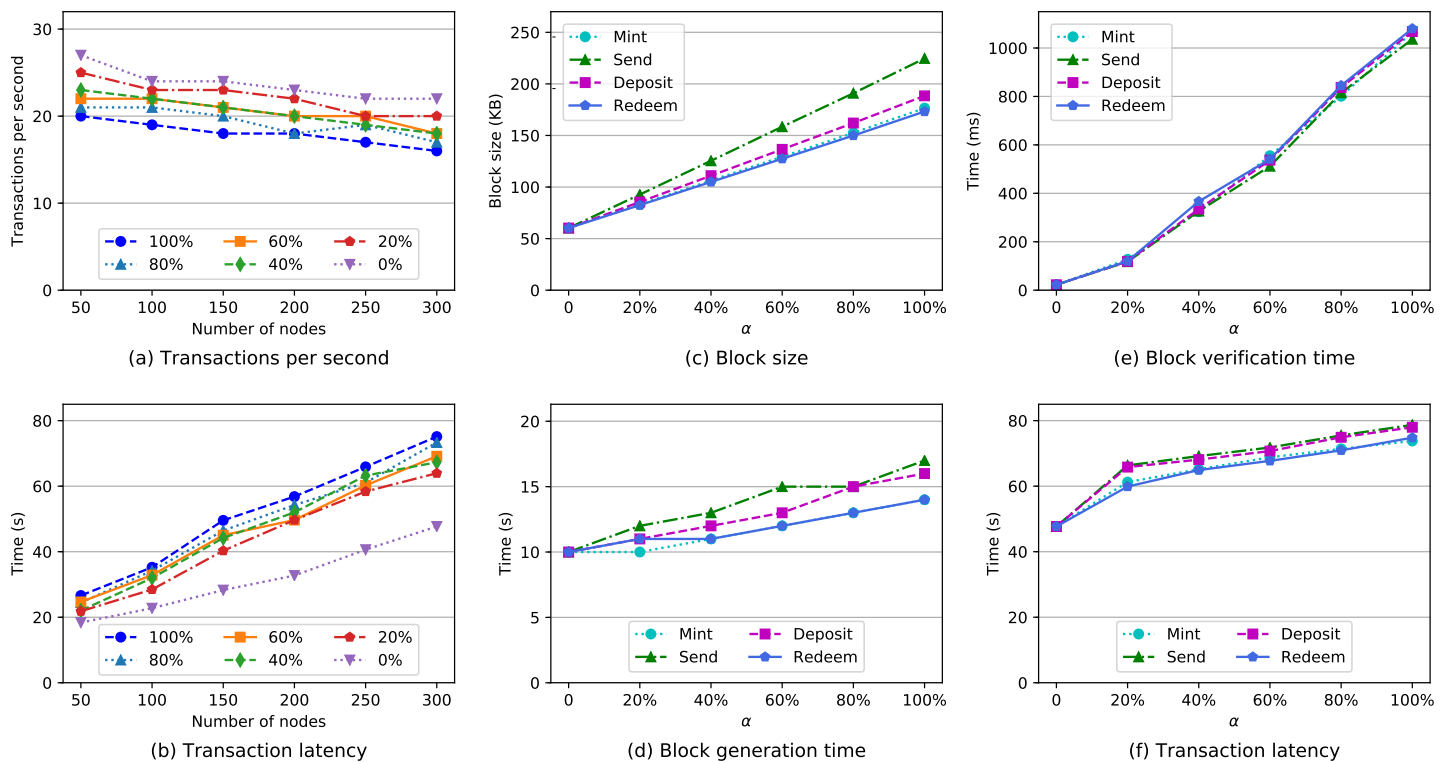 Transactions per second
30
20
10
0
100%
60%
20%
80%
40%
0%
50
100
150
200
250
300
Number of nodes
(a) Transactions per second
Block size (KB)
250
200
150
100
50
0
Mint
Send
Deposit
Redeem
0
20%
40%
60%
80%
100%
α
(c) Block size
Time (ms)
1000
800
600
400
200
0
Mint
Send
Deposit
Redeem
0
20%
40%
60%
80%
100%
α
(e) Block verification time
Time (s)
80
60
40
20
0
100%
60%
20%
80%
40%
0%
50
100
150
200
250
300
Number of nodes
(b) Transaction latency
Time (s)
20
15
10
5
0
Mint
Deposit
Send
Redeem
0
20%
40%
60%
80%
100%
α
(d) Block generation time
Time (s)
80
60
40
20
0
Mint
Deposit
Send
Redeem
0
20%
40%
60%
80%
100%
α
(f) Transaction latency